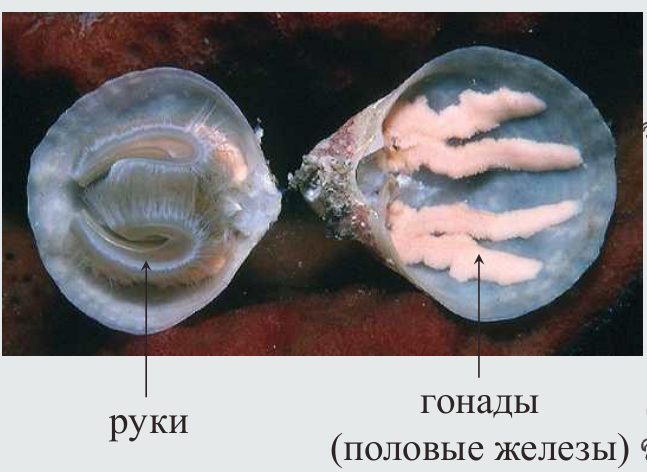 руки
гонады
(половые железы)